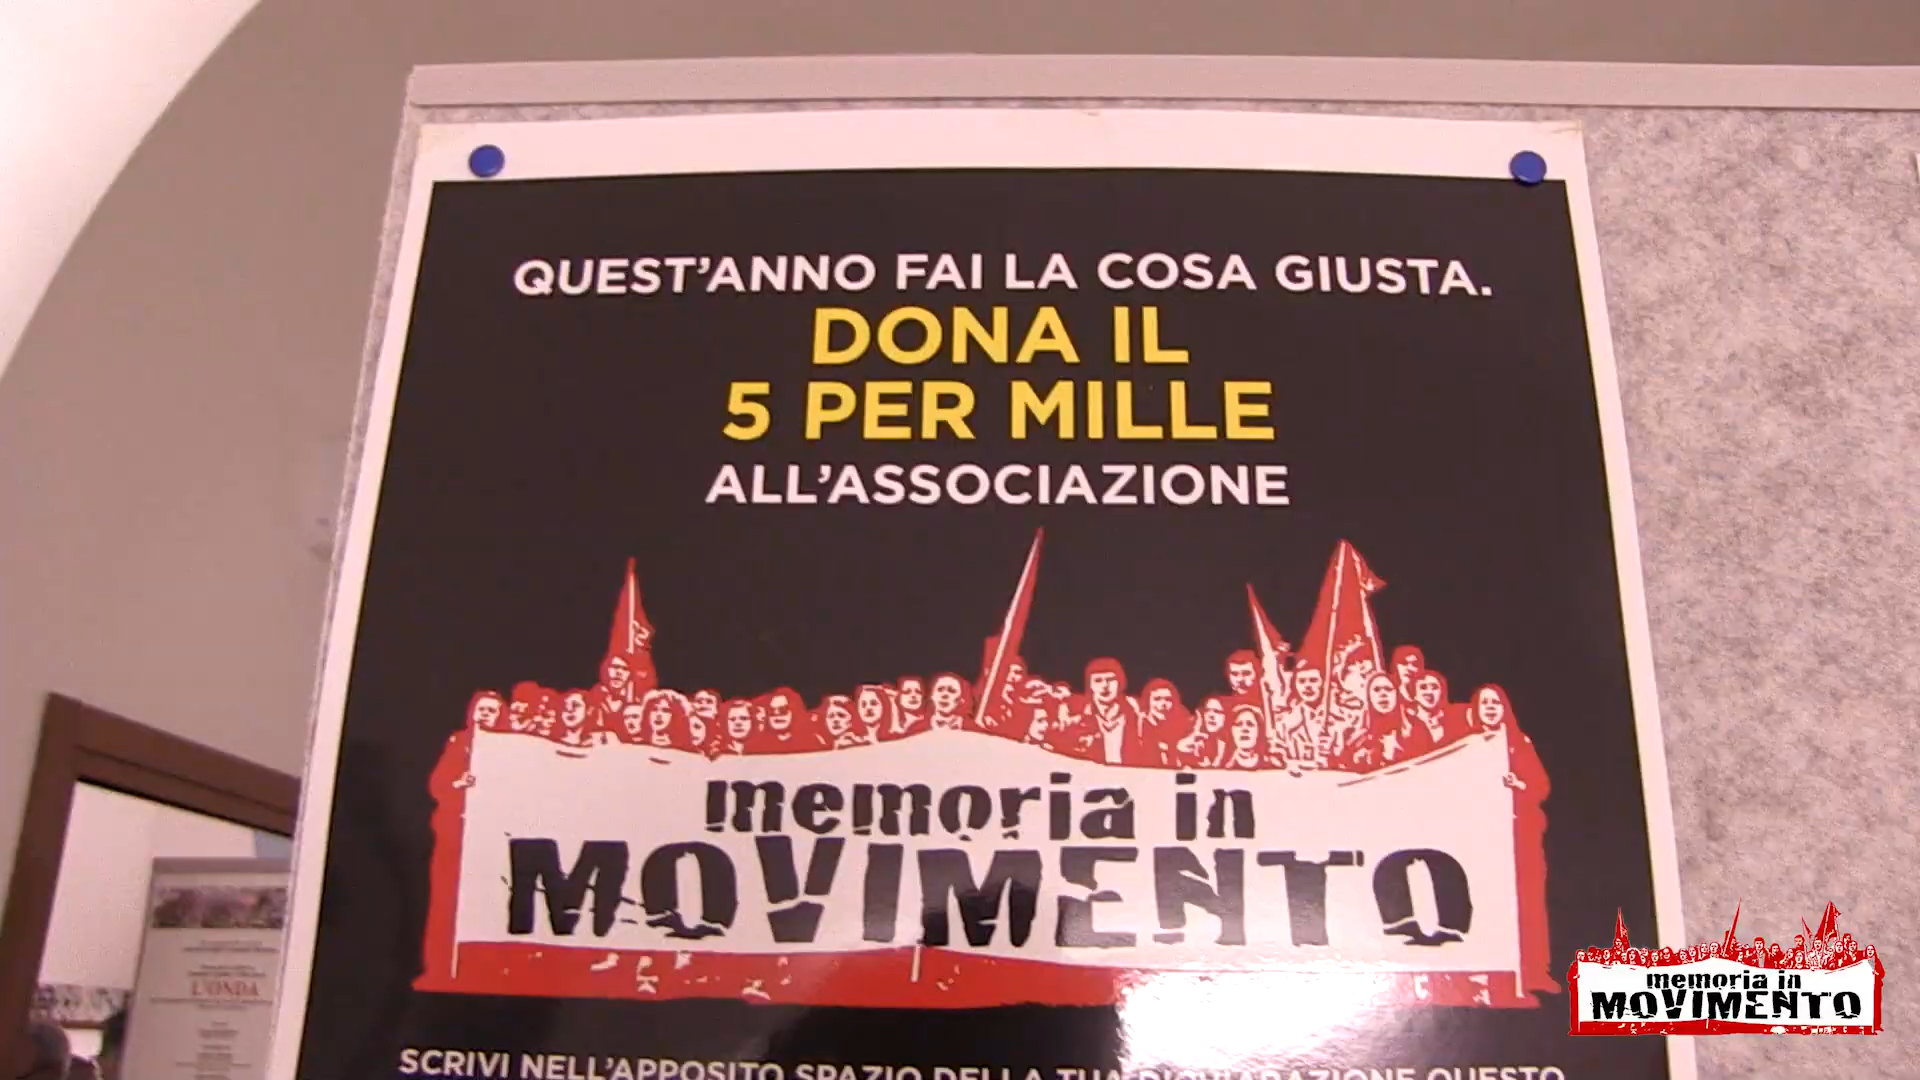 QUEST'ANNO FAI LA COSA GIUSTA.
DONA IL
5 PER MILLE
ALL'ASSOCIAZIONE
memoria in
MOVIMENTO
SCRIVI NELL'APPOSITO SPAZIO DELLA TUA DICHIARAZIONE QUESTO
L'ONDA
memoria in
MOVIMENTO